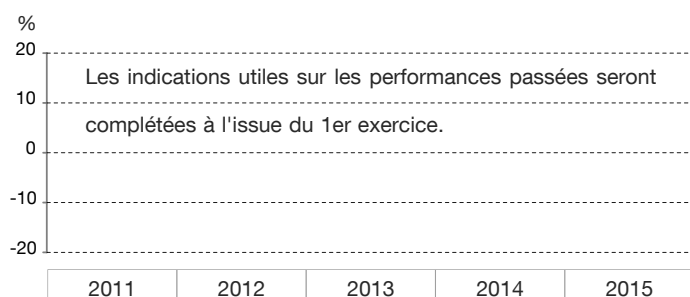 %
20
Les indications utiles sur les performances passées seront
10
complétées à l'issue du 1er exercice.
0
-10
-20
2011 2012 2013 2014 2015